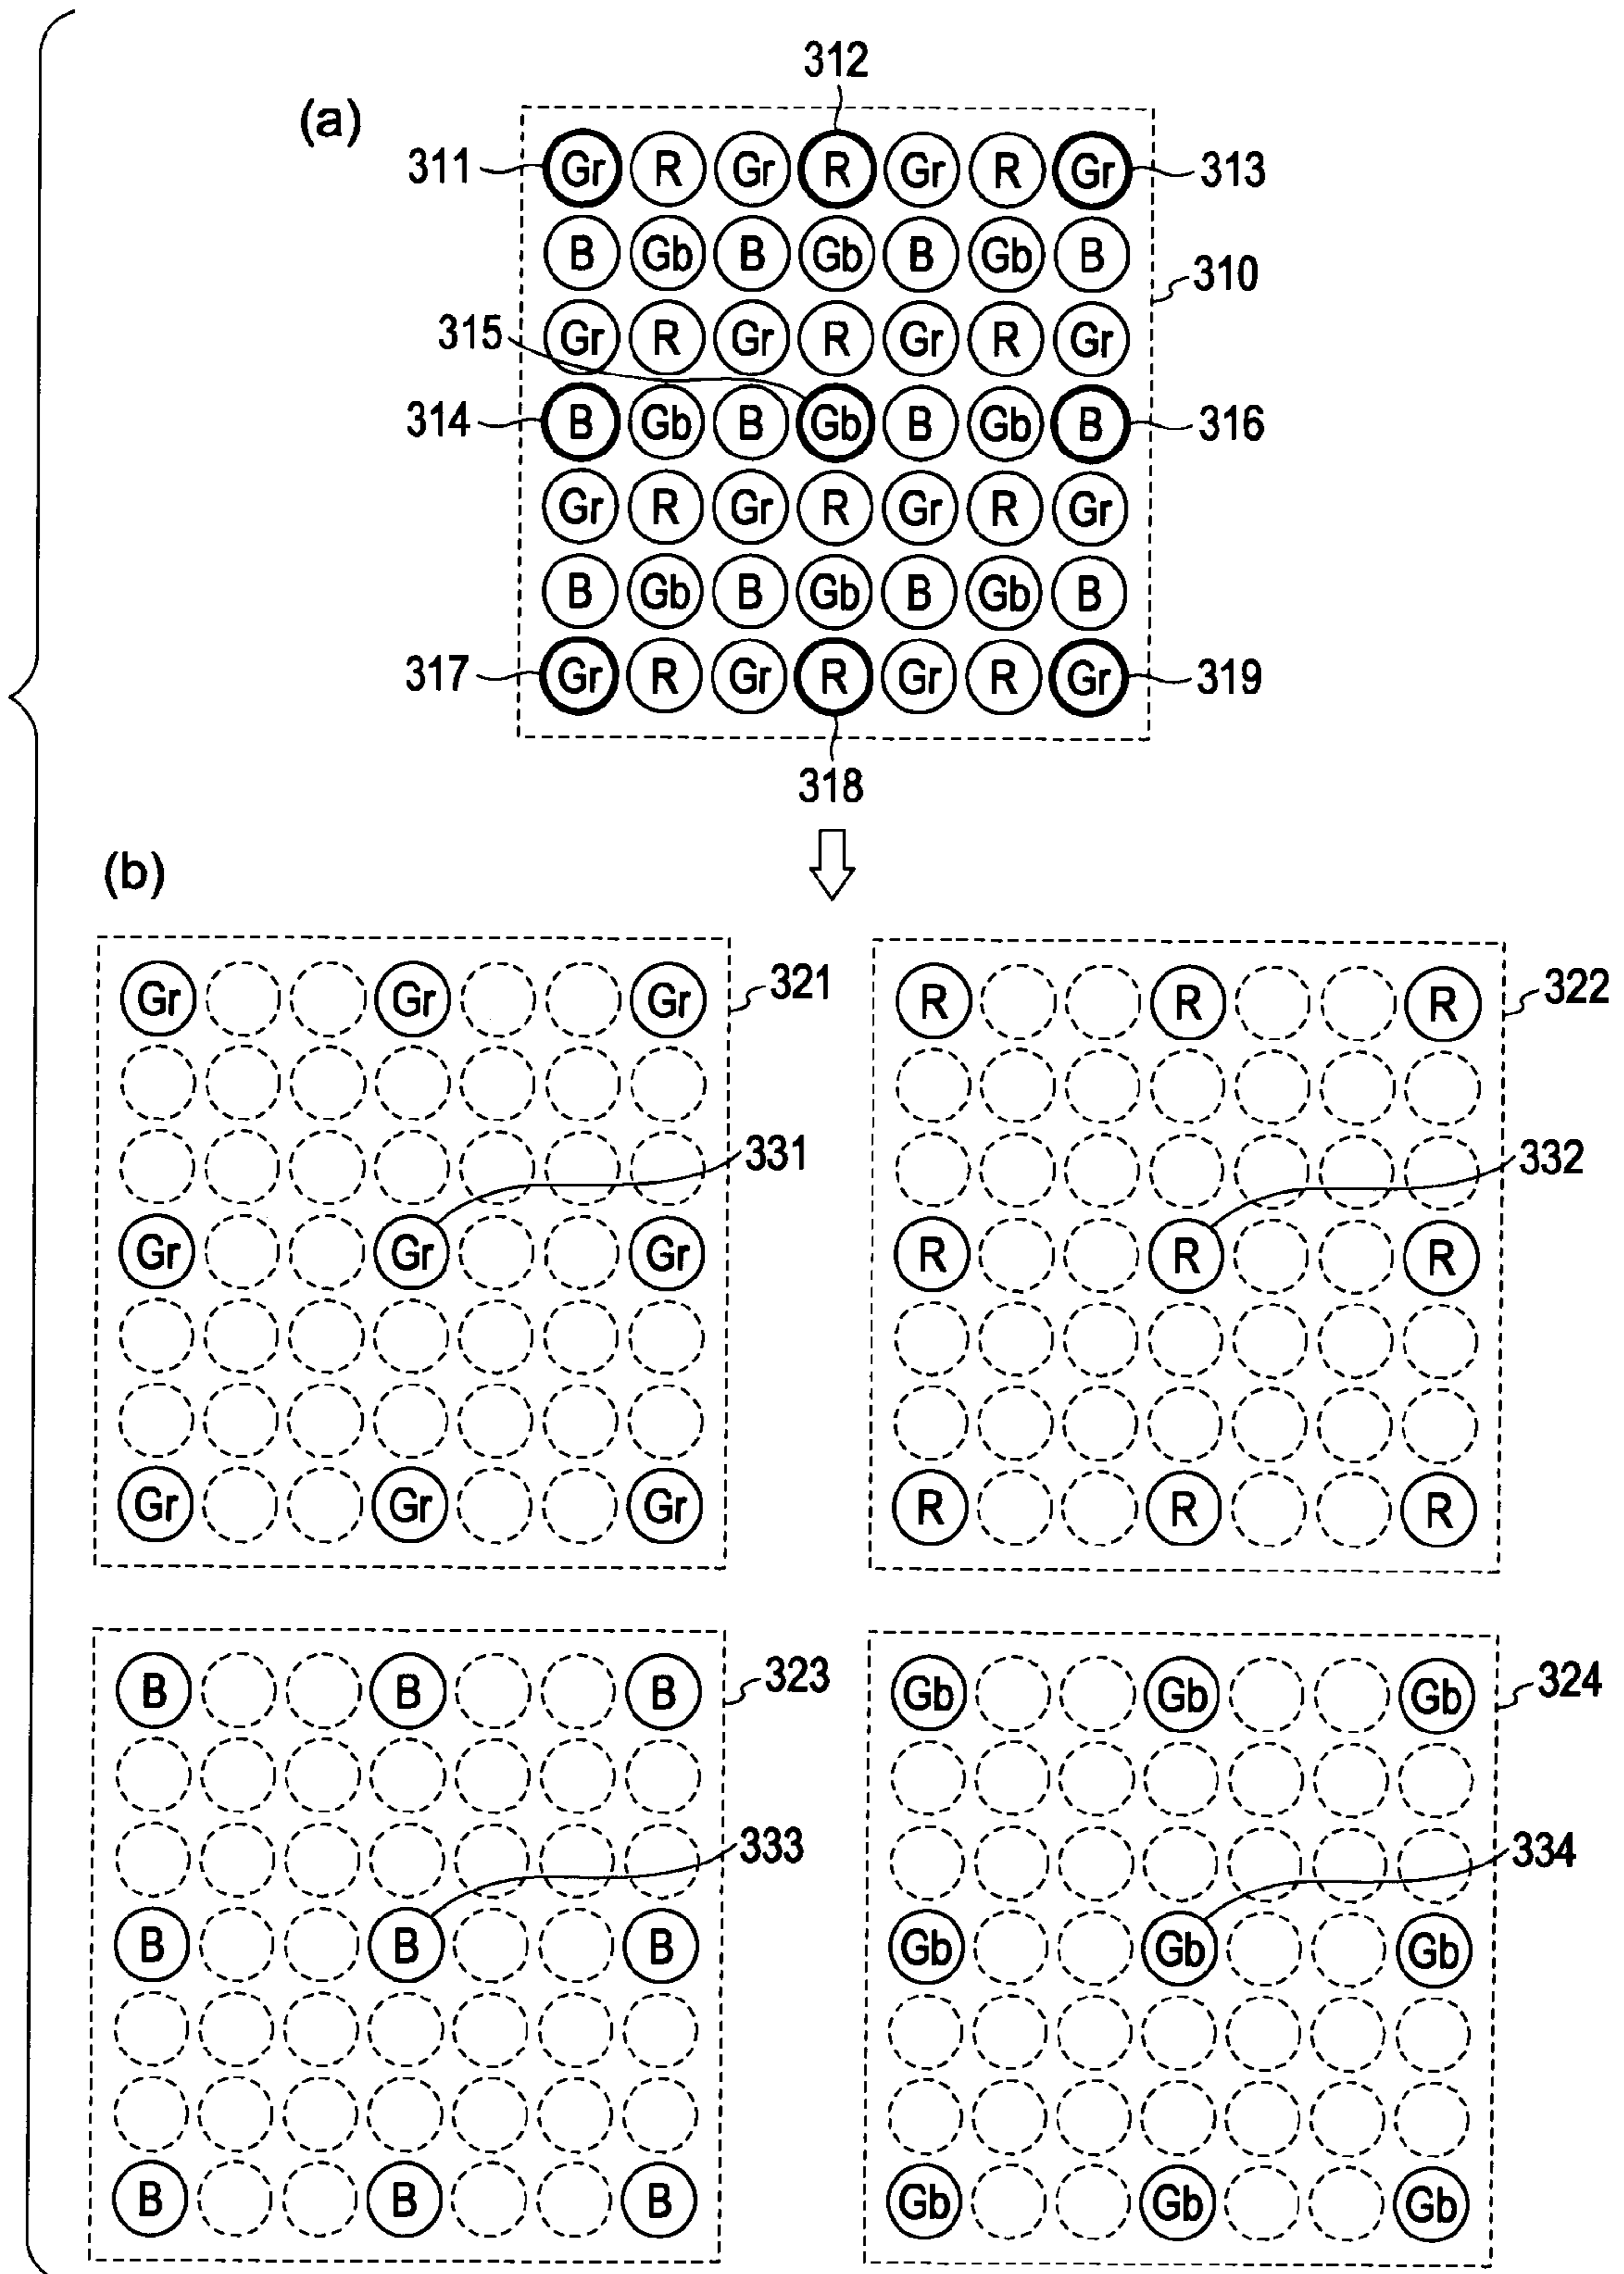 312
(a)
311 Gr R Gr R Gr R Gr 313
B Gb B Gb B Gb B
310
315 Gr R Gr R Gr R Gr
314 B Gb B Gb B Gb B 316
Gr R Gr R Gr R Gr
B Gb B Gb B Gb B
317 Gr R Gr R Gr R Gr 319
318
(b)
Gr Gr Gr 321
R R R 322
331
332
Gr Gr Gr
R R R
Gr Gr Gr
R R R
B B B 323
Gb Gb Gb 324
333
334
B B B
Gb Gb Gb
B B B
Gb Gb Gb